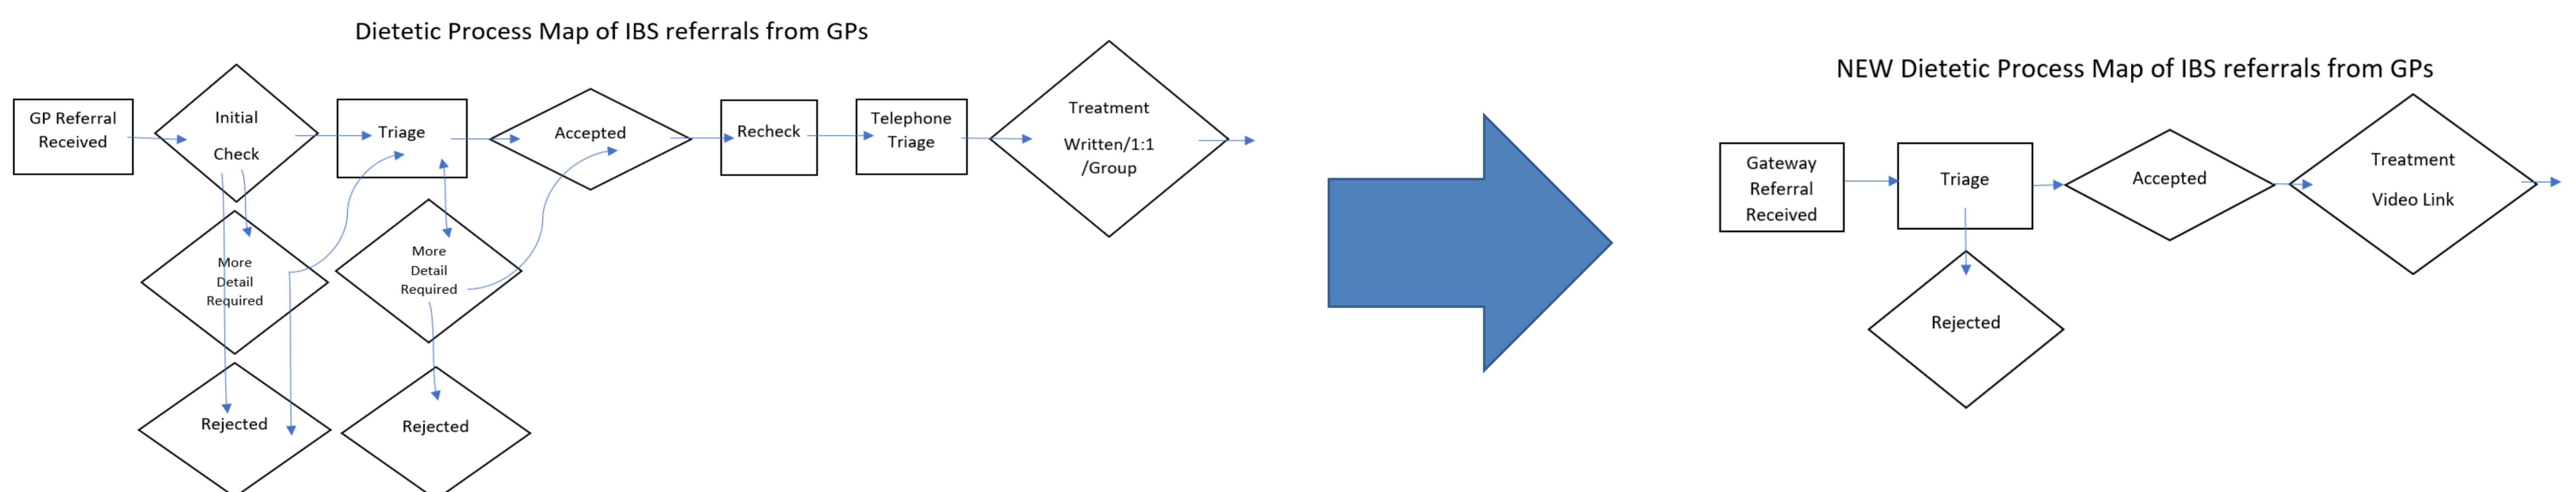 Dietetic Process Map of IBS referrals from GPs
GP Referral
Received
Initial
Check
Triage
Accepted
Recheck
Telephone
Triage
Treatment
Written/1:1
/Group
More
Detail
Required
More
Detail
Required
Rejected
Rejected
NEW Dietetic Process Map of IBS referrals from GPs
Gateway
Referral
Received
Triage
Accepted
Treatment
Video Link
Rejected